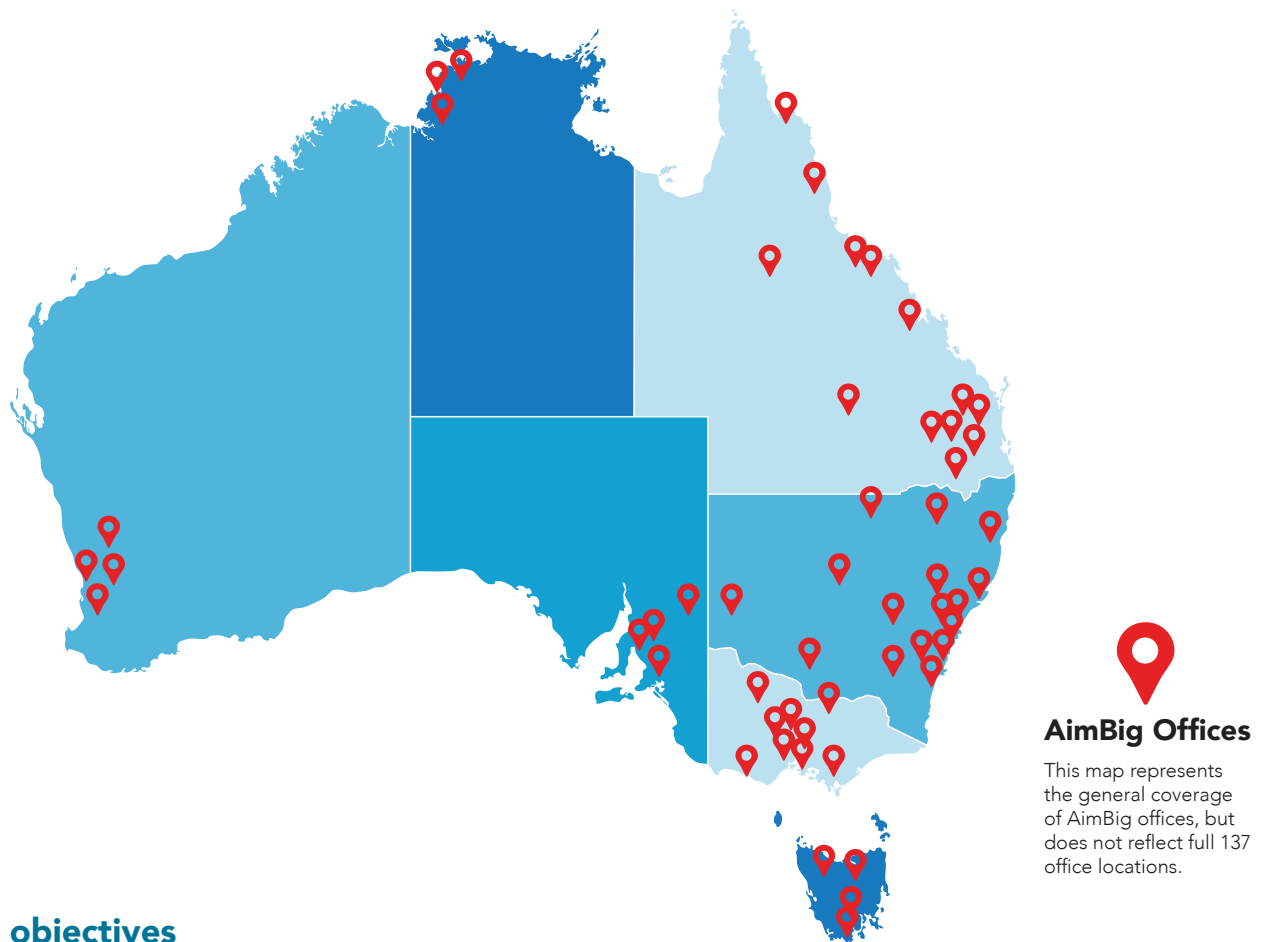 AimBig Offices
This map represents
the general coverage
of AimBig offices, but
does not reflect full 137
office locations.
objectives